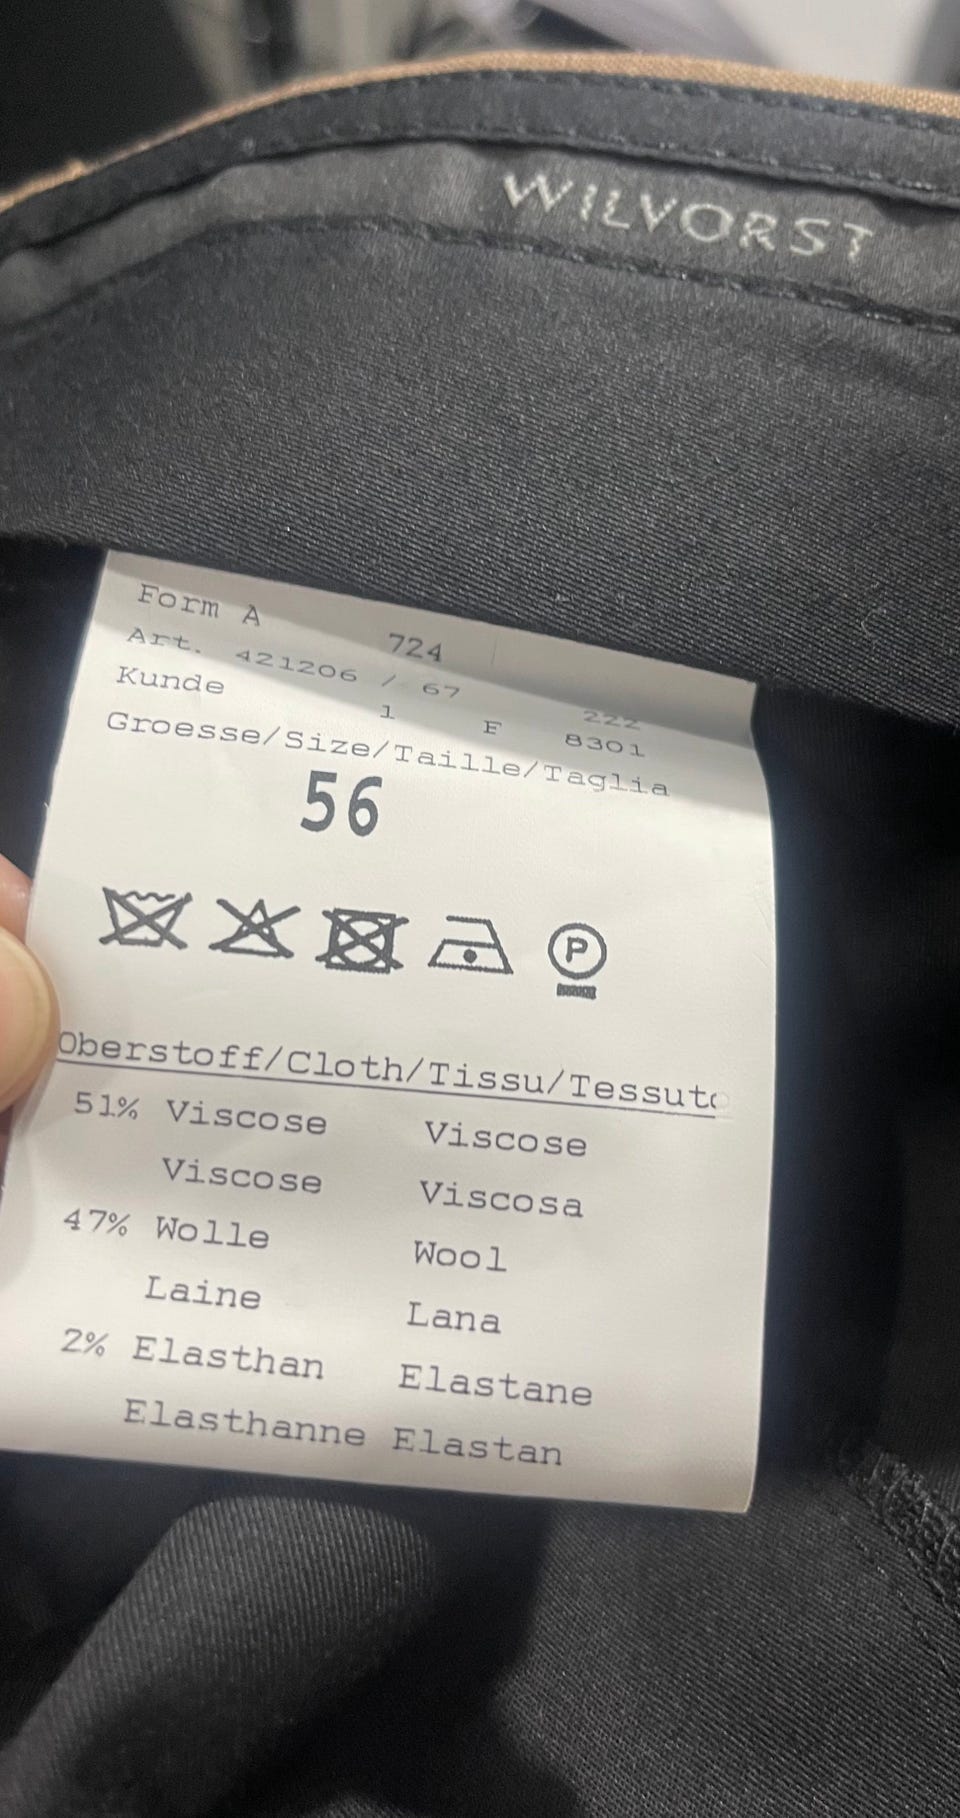 WILVORST
Form A 724
Art. 421206 / 67 222
Kunde 1 F 8301
Groesse/Size/Taille/Taglia
56
P
Oberstoff/Cloth/Tissu/Tessuto
51% Viscose Viscose
Viscose Viscosa
47% Wolle Wool
Laine Lana
2% Elasthan Elastane
Elasthanne Elastan